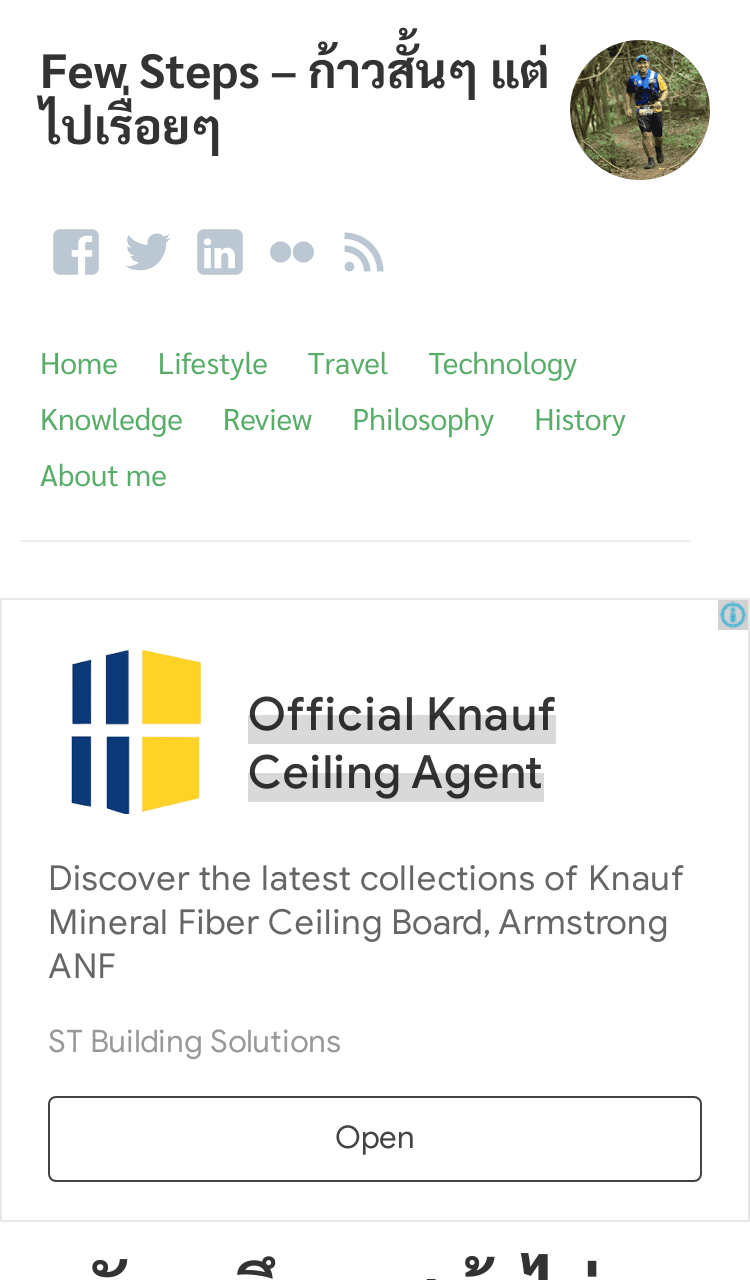 Few Steps – ก้าวสั้นๆ แต่
ไปเรื่อยๆ
Home Lifestyle Travel Technology
Knowledge Review Philosophy History
About me
Official Knauf
Ceiling Agent
Discover the latest collections of Knauf
Mineral Fiber Ceiling Board, Armstrong
ANF
ST Building Solutions
Open